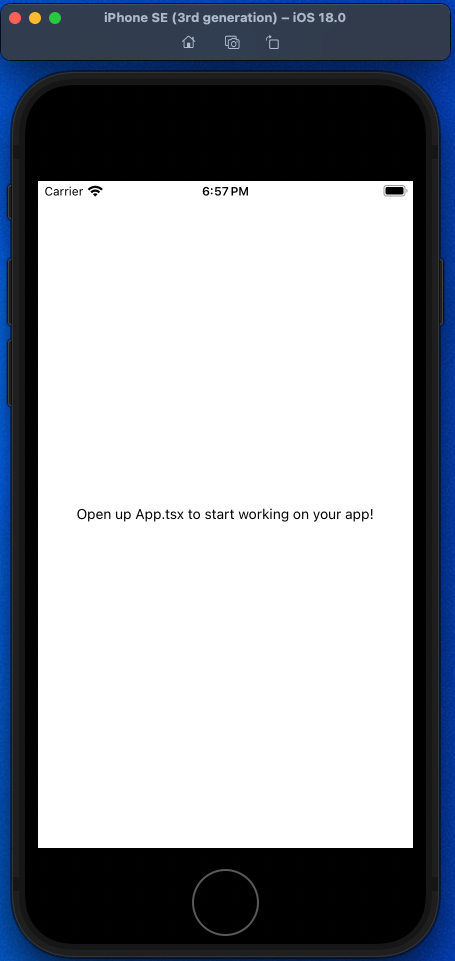 iPhone SE (3rd generation) – iOS 18.0
Carrier 6:57 PM
Open up App.tsx to start working on your app!